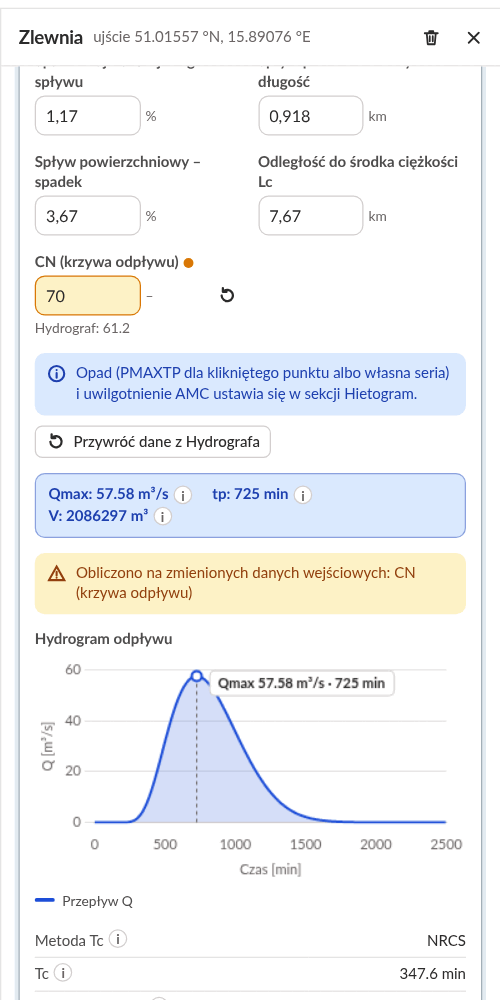 Zlewnia ujście 51.01557 °N, 15.89076 °E
spływu
długość
1,17 %
0,918 km
Spływ powierzchniowy –
spadek
Odległość do środka ciężkości
Lc
3,67 %
7,67 km
CN (krzywa odpływu)
70 –
Hydrograf: 61.2
Opad (PMAXTP dla klikniętego punktu albo własna seria)
i uwilgotnienie AMC ustawia się w sekcji Hietogram.
Przywróć dane z Hydrografa
Qmax: 57.58 m³/s i tp: 725 min i
V: 2086297 m³ i
Obliczono na zmienionych danych wejściowych: CN
(krzywa odpływu)
Hydrogram odpływu
60
Qmax 57.58 m³/s · 725 min
40
Q [m³/s]
20
0
0 500 1000 1500 2000 2500
Czas [min]
Przepływ Q
Metoda Tc i NRCS
Tc i 347.6 min